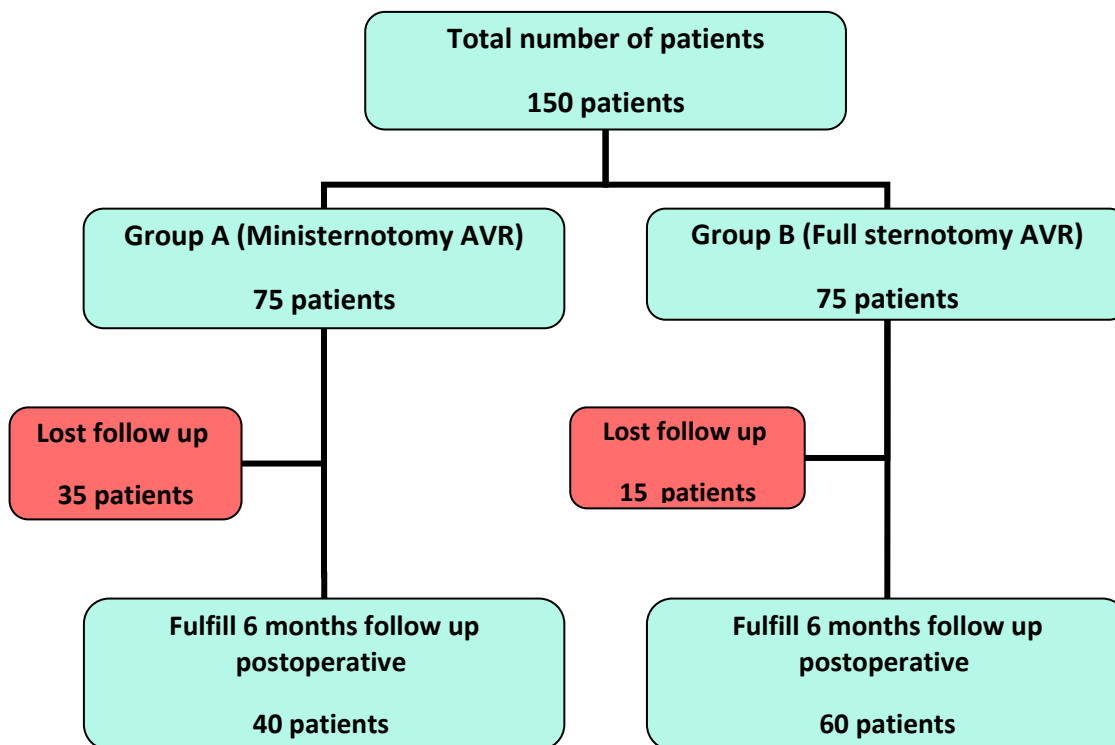 Total number of patients
150 patients
Group A (Ministernotomy AVR)
75 patients
Group B (Full sternotomy AVR)
75 patients
Lost follow up
35 patients
Lost follow up
15 patients
Fulfill 6 months follow up
postoperative
40 patients
Fulfill 6 months follow up
postoperative
60 patients